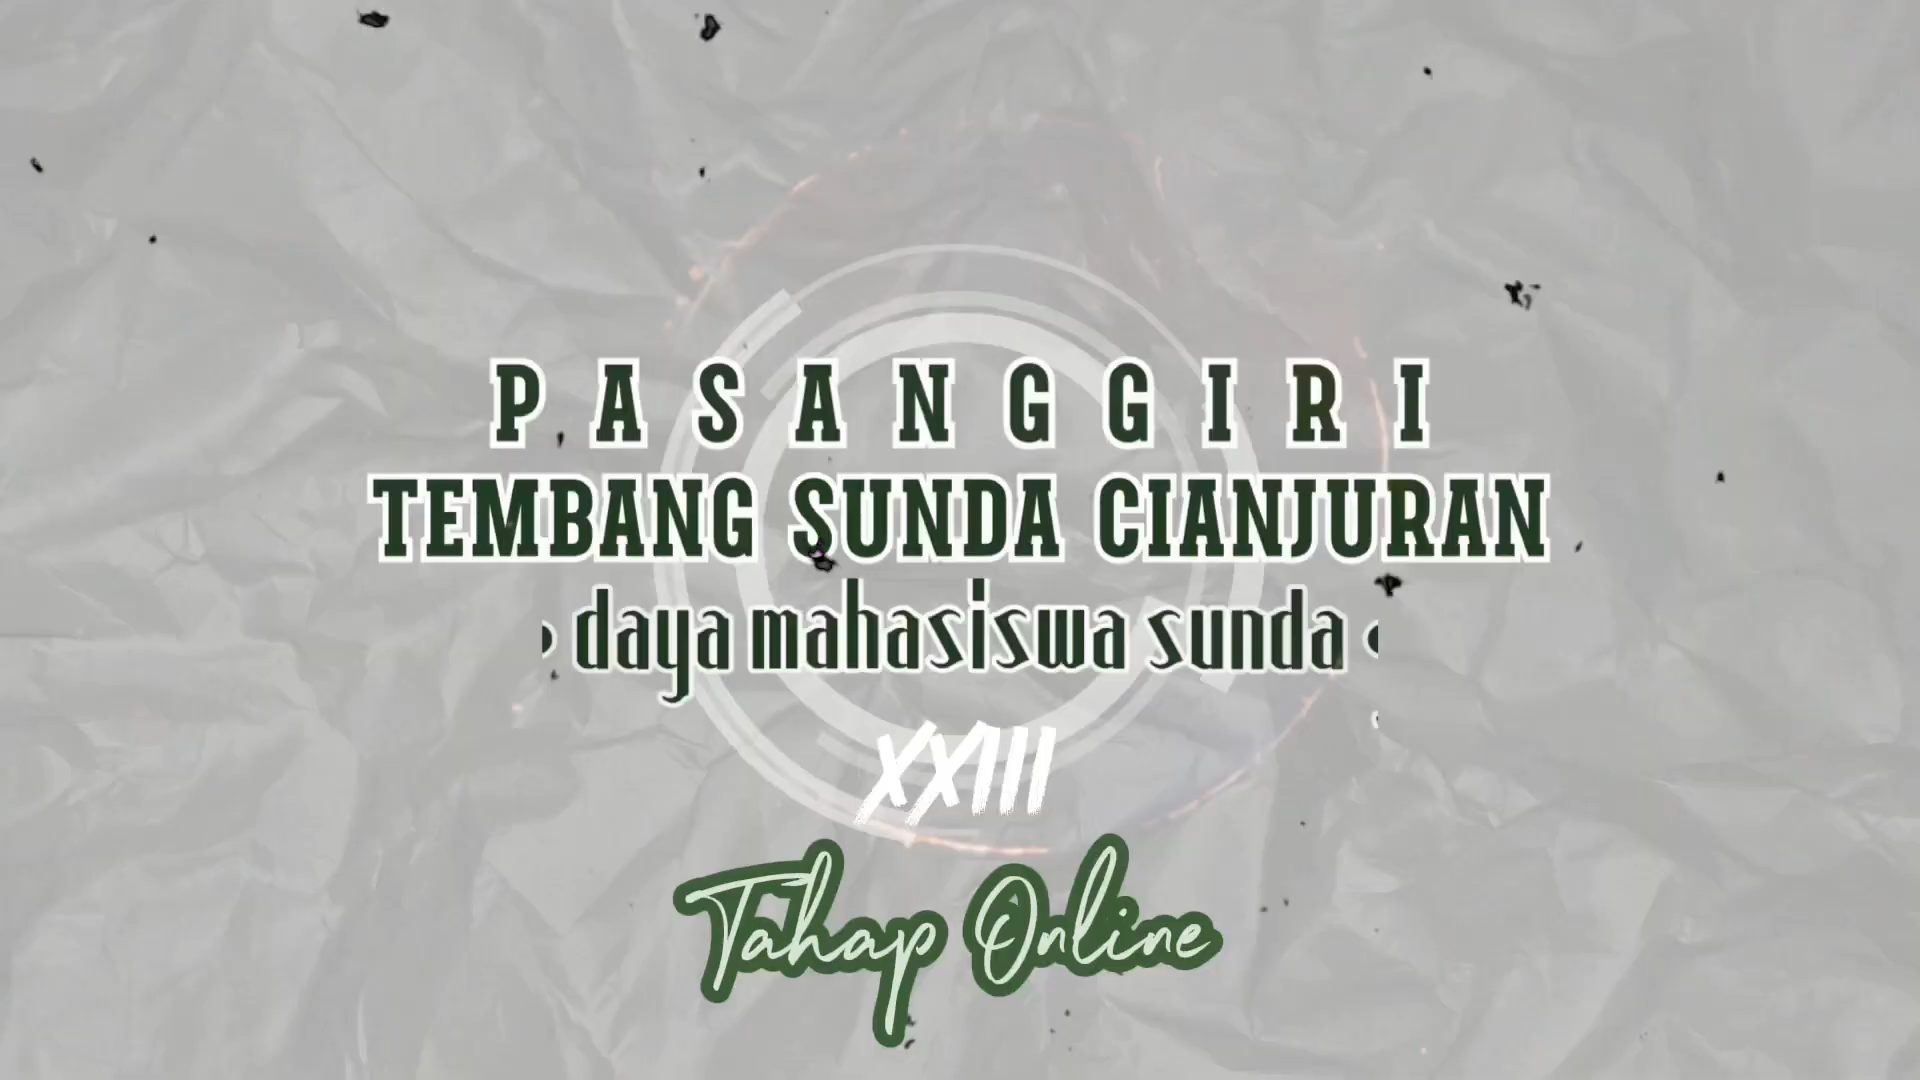 PASANGGIRI
TEMBANG SUNDA CIANJURAN
• daya mahasiswa sunda •
XXIII
Tahap Online